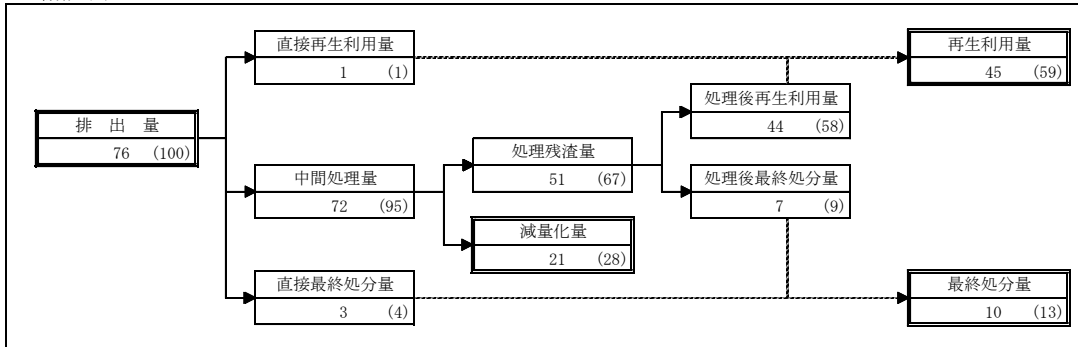 直接再生利用量
1 (1)
再生利用量
45 (59)
処理後再生利用量
44 (58)
排 出 量
76 (100)
処理残渣量
51 (67)
中間処理量
72 (95)
処理後最終処分量
7 (9)
減量化量
21 (28)
直接最終処分量
3 (4)
最終処分量
10 (13)